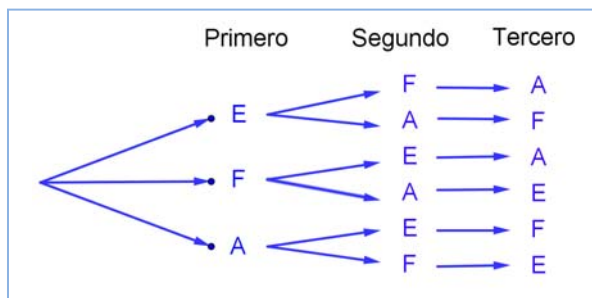 Primero Segundo Tercero
F A
E
A F
E A
F
A E
E F
A
F E